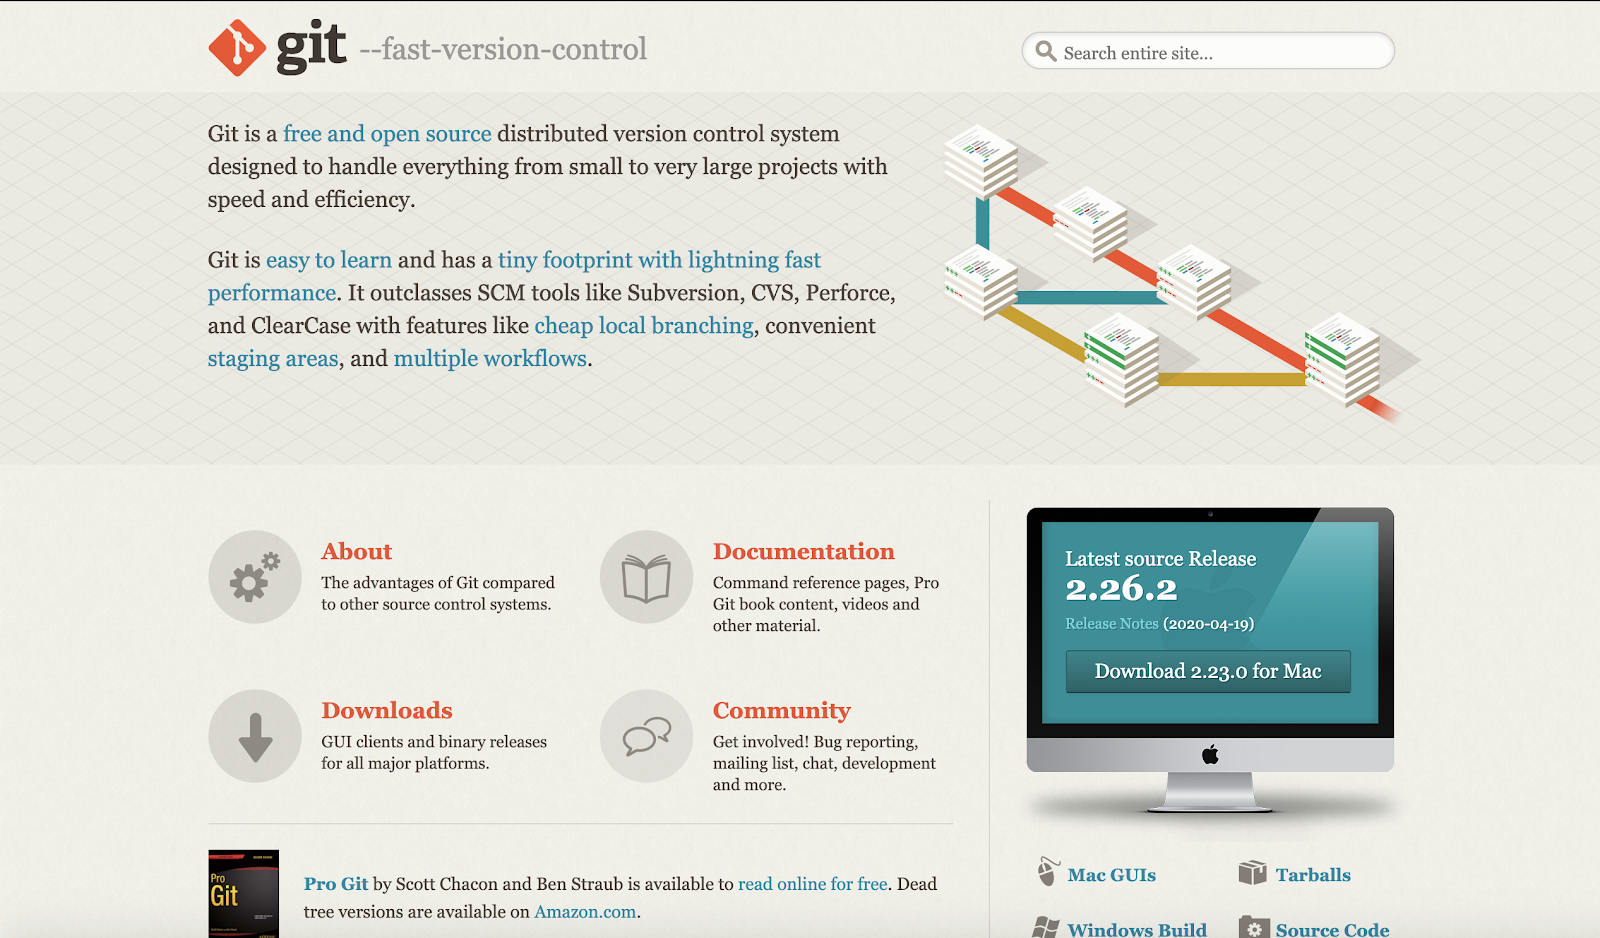 git --fast-version-control
Search entire site...
Git is a free and open source distributed version control system
designed to handle everything from small to very large projects with
speed and efficiency.
Git is easy to learn and has a tiny footprint with lightning fast
performance. It outclasses SCM tools like Subversion, CVS, Perforce,
and ClearCase with features like cheap local branching, convenient
staging areas, and multiple workflows.
About
The advantages of Git compared
to other source control systems.
Documentation
Command reference pages, Pro
Git book content, videos and
other material.
Downloads
GUI clients and binary releases
for all major platforms.
Community
Get involved! Bug reporting,
mailing list, chat, development
and more.
Latest source Release
2.26.2
Release Notes (2020-04-19)
Download 2.23.0 for Mac
Pro
Git
Pro Git by Scott Chacon and Ben Straub is available to read online for free. Dead
tree versions are available on Amazon.com.
Mac GUIs
Tarballs
Windows Build
Source Code